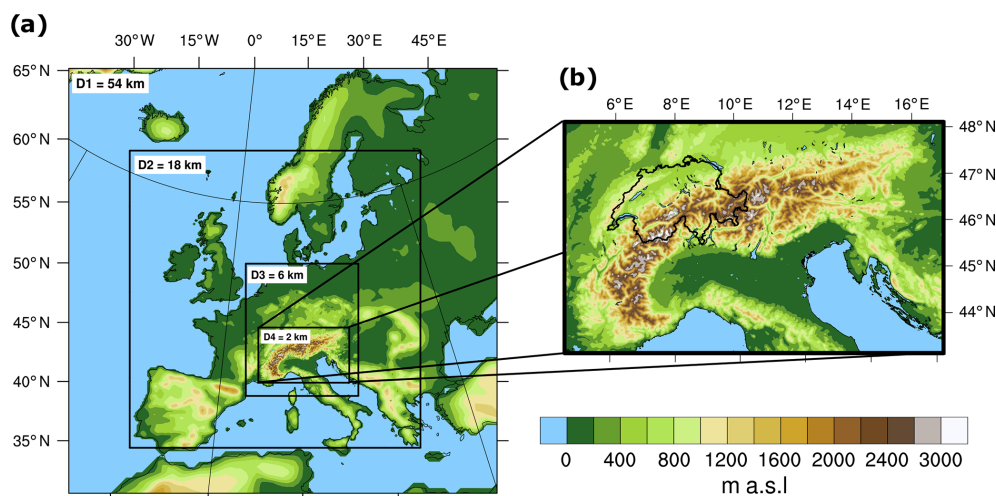 (a)
30°W 15°W 0° 15°E 30°E 45°E
65°N
60°N
55°N
50°N
45°N
40°N
35°N
D1 = 54 km
D2 = 18 km
D3 = 6 km
D4 = 2 km
(b)
6°E 8°E 10°E 12°E 14°E 16°E
48°N
47°N
46°N
45°N
44°N
0 400 800 1200 1600 2000 2400 3000
m a.s.l